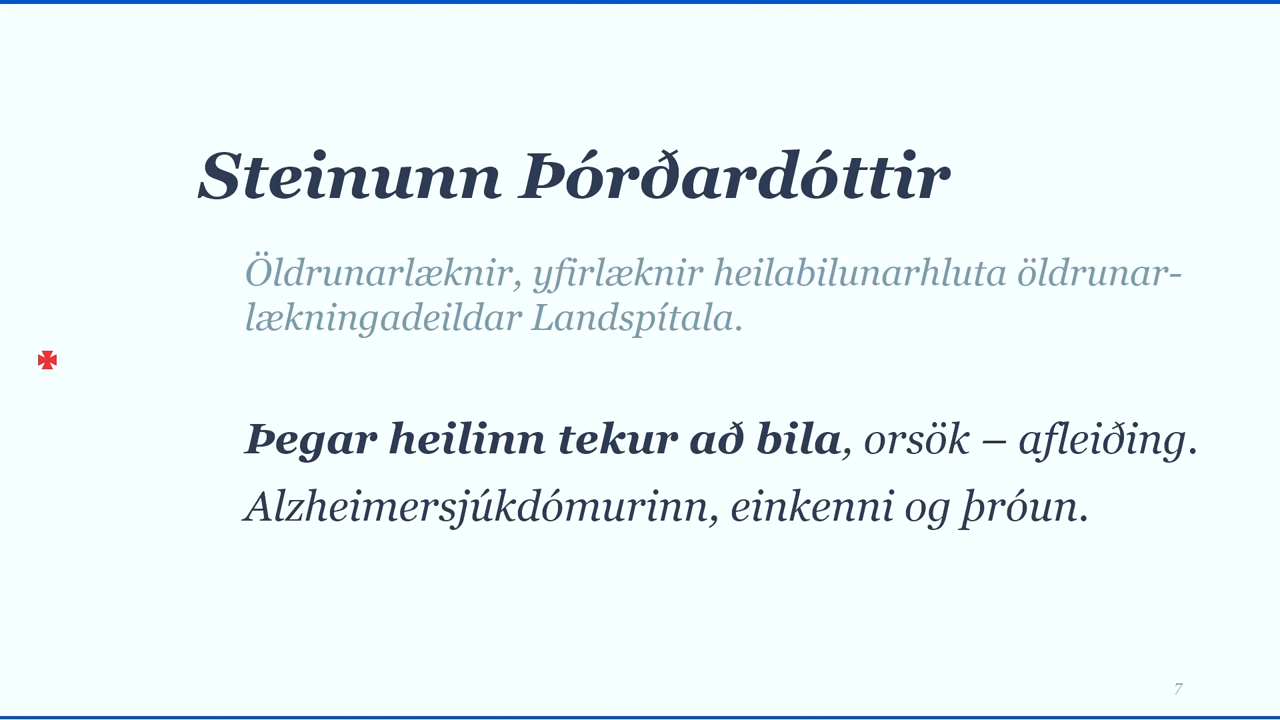 Steinunn Þórðardóttir
Öldrunarlæknir, yfirlæknir heilabilunarhluta öldrunar-
lækningadeildar Landspítala.
Þegar heilinn tekur að bila, orsök – afleiðing.
Alzheimersjúkdómurinn, einkenni og þróun.
7